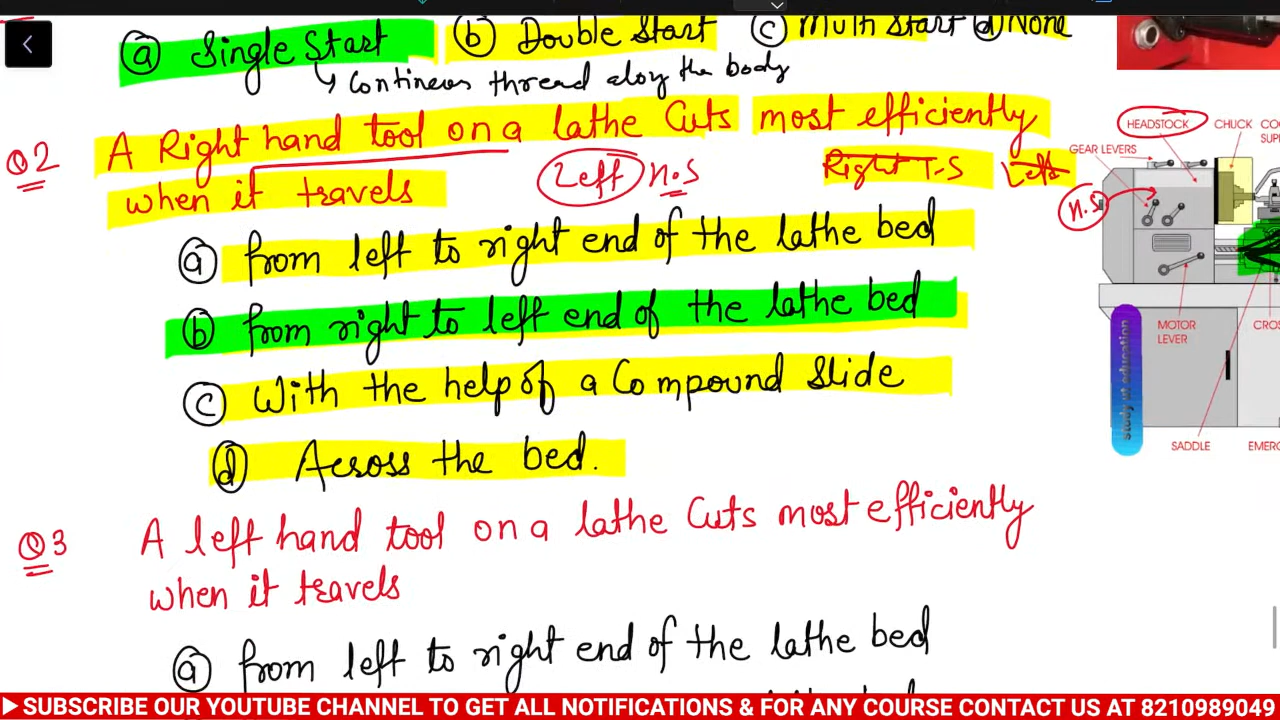 (a) Single Start (b) Double Start (c) Multi Start (d) None
↳ Continous thread along the body
Q2 A Right hand tool on a lathe Cuts most efficiently
when it travels Left n.s Right T.S Left
(a) from left to right end of the lathe bed
(b) from right to left end of the lathe bed
(c) With the help of a Compound Slide
(d) Across the bed.
Q3 A left hand tool on a lathe Cuts most efficiently
when it travels
(a) from left to right end of the lathe bed
HEADSTOCK CHUCK
GEAR LEVERS
n.s
MOTOR
LEVER
SADDLE
Study at education
▶ SUBSCRIBE OUR YOUTUBE CHANNEL TO GET ALL NOTIFICATIONS & FOR ANY COURSE CONTACT US AT 8210989049